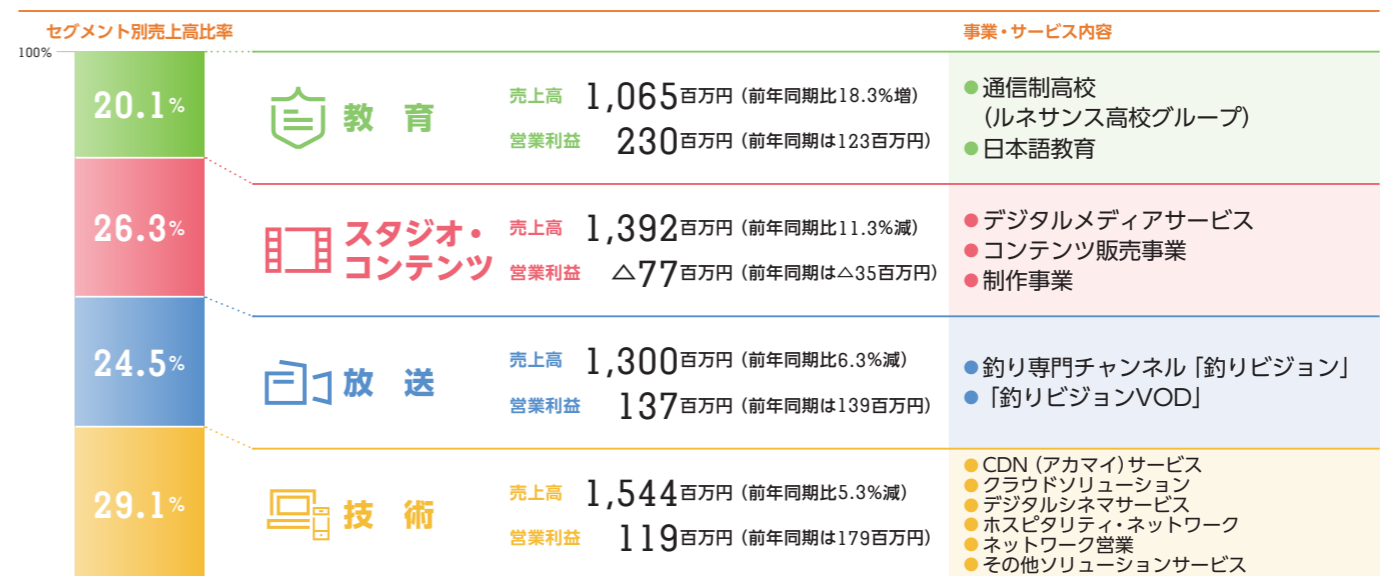 セグメント別売上高比率
事業・サービス内容
100%
20.1%
教 育
売上高 1,065百万円 (前年同期比18.3%増)
営業利益 230百万円 (前年同期は123百万円)
●通信制高校
(ルネサンス高校グループ)
●日本語教育
26.3%
スタジオ・
コンテンツ
売上高 1,392百万円 (前年同期比11.3%減)
営業利益 △77百万円 (前年同期は△35百万円)
●デジタルメディアサービス
●コンテンツ販売事業
●制作事業
24.5%
放 送
売上高 1,300百万円 (前年同期比6.3%減)
営業利益 137百万円 (前年同期は139百万円)
●釣り専門チャンネル「釣りビジョン」
●「釣りビジョンVOD」
29.1%
技 術
売上高 1,544百万円 (前年同期比5.3%減)
営業利益 119百万円 (前年同期は179百万円)
●CDN (アカマイ) サービス
●クラウドソリューション
●デジタルシネマサービス
●ホスピタリティ・ネットワーク
●ネットワーク営業
●その他ソリューションサービス